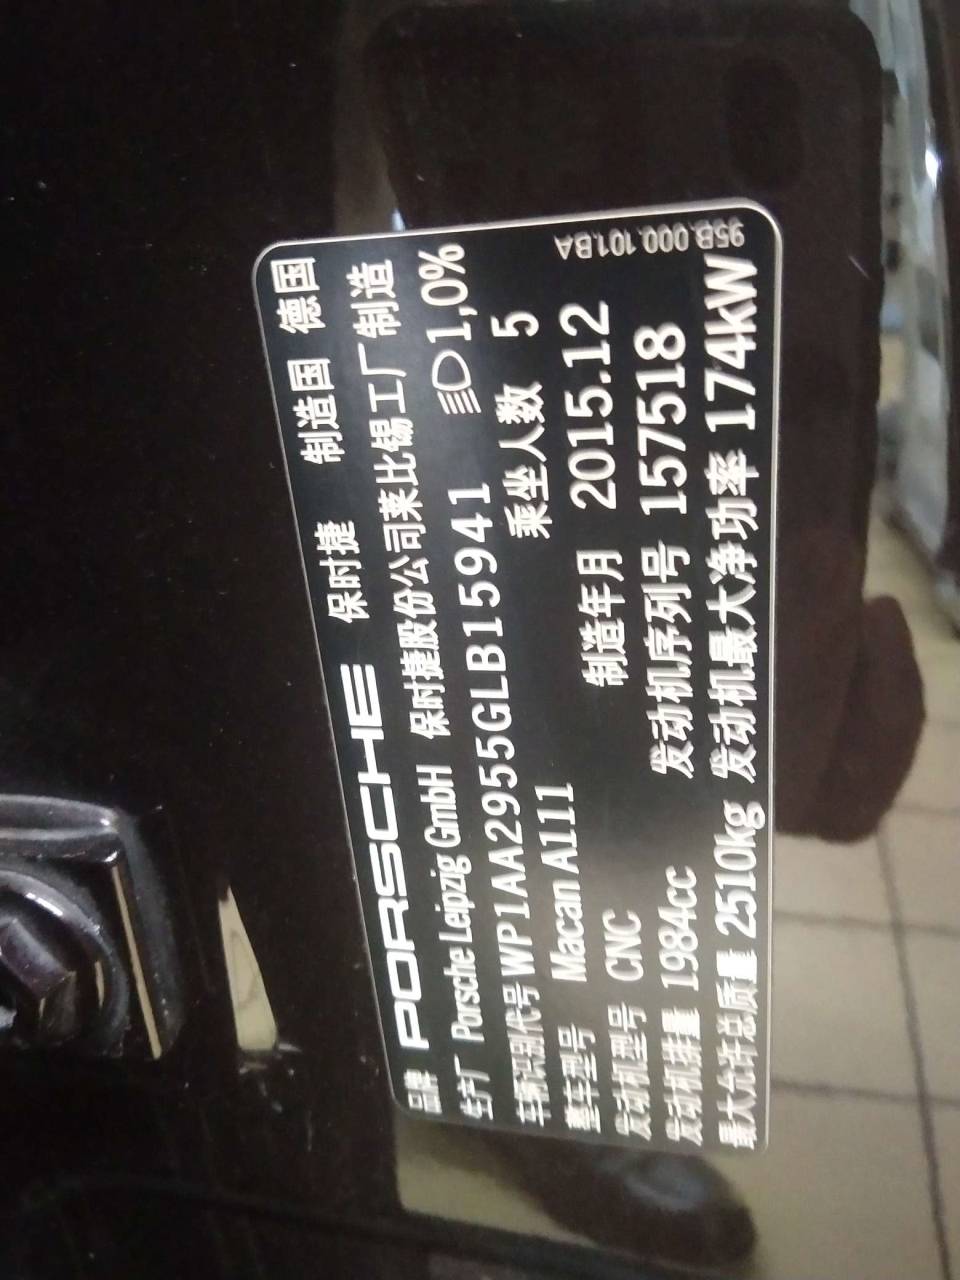 品牌 PORSCHE 保时捷 制造国 德国
生产厂 Porsche Leipzig GmbH 保时捷股份公司莱比锡工厂制造
车辆识别代号 WP1AA2955GLB15941 1,0%
整车型号 Macan A111 乘坐人数 5
发动机型号 CNC 制造年月 2015.12
发动机排量 1984cc 发动机序列号 157518
最大允许总质量 2510kg 发动机最大净功率 174kW
95B.000.101.BA